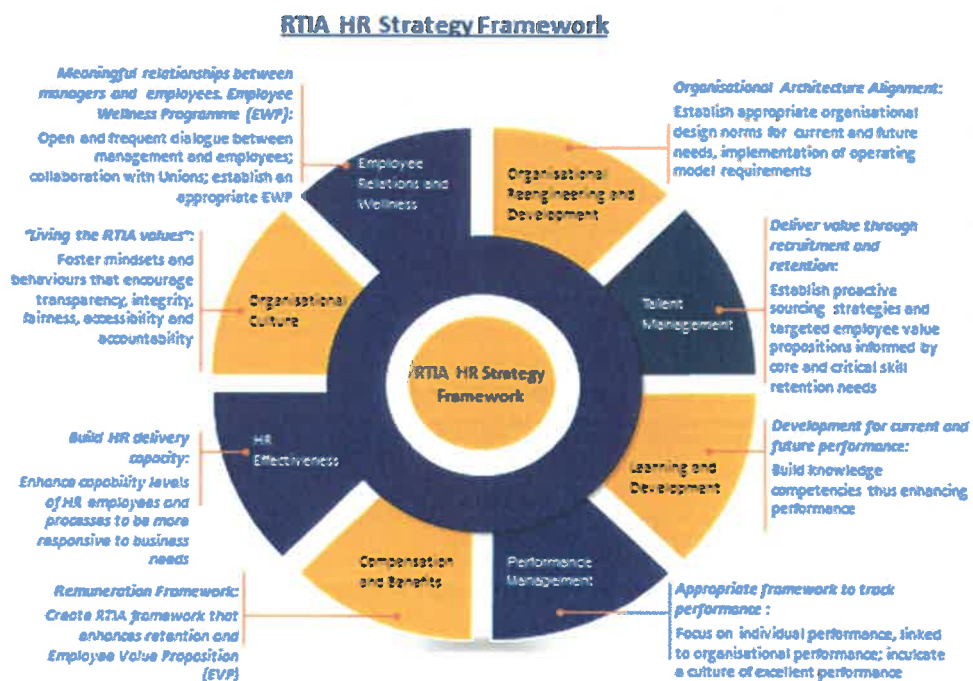 RTIA HR Strategy Framework
Meaningful relationships between
managers and employees. Employee
Wellness Programme (EWP):
Open and frequent dialogue between
management and employees;
collaboration with Unions; establish an
appropriate EWP
"Living the RTIA values":
Foster mindsets and
behaviours that encourage
transparency, integrity,
fairness, accessibility and
accountability
Build HR delivery
capacity:
Enhance capability levels
of HR employees and
processes to be more
responsive to business
needs
Remuneration Framework:
Create RTIA framework that
enhances retention and
Employee Value Proposition
(EVP)
Employee
Relations and
Wellness
Organisational
Reengineering and
Development
Organisational
Culture
Talent
Management
RTIA HR Strategy
Framework
HR
Effectiveness
Learning and
Development
Compensation
and Benefits
Performance
Management
Organisational Architecture Alignment:
Establish appropriate organisational
design norms for current and future
needs, implementation of operating
model requirements
Deliver value through
recruitment and
retention:
Establish proactive
sourcing strategies and
targeted employee value
propositions informed by
core and critical skill
retention needs
Development for current and
future performance:
Build knowledge
competencies thus enhancing
performance
Appropriate framework to track
performance :
Focus on individual performance, linked
to organisational performance; inculcate
a culture of excellent performance